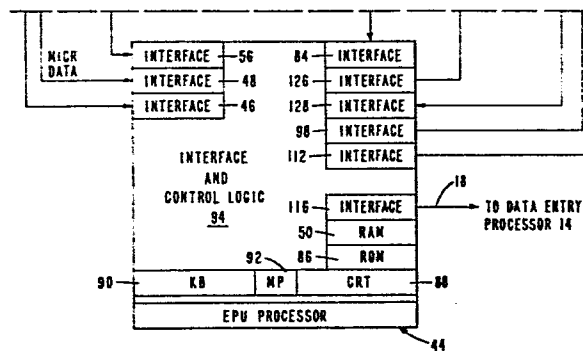 MICR
DATA
INTERFACE 56
INTERFACE 48
INTERFACE 46
84 INTERFACE
126 INTERFACE
128 INTERFACE
98 INTERFACE
112 INTERFACE
INTERFACE
AND
CONTROL LOGIC
94
116 INTERFACE
18
TO DATA ENTRY
PROCESSOR 14
50 RAM
86 ROM
92
90 KB MP CRT 88
EPU PROCESSOR
44